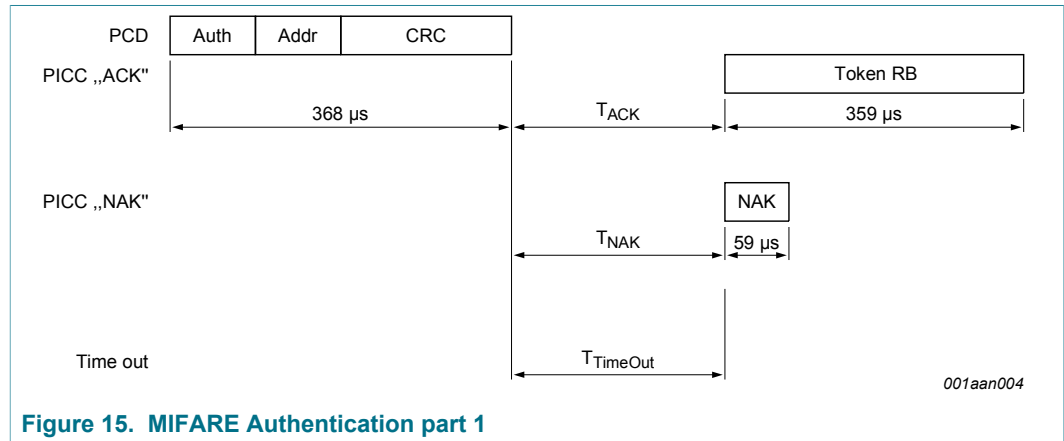 PCD Auth Addr CRC
PICC ,,ACK" Token RB
368 µs TACK 359 µs
PICC ,,NAK" NAK
TNAK 59 µs
Time out TTimeOut
001aan004
Figure 15. MIFARE Authentication part 1